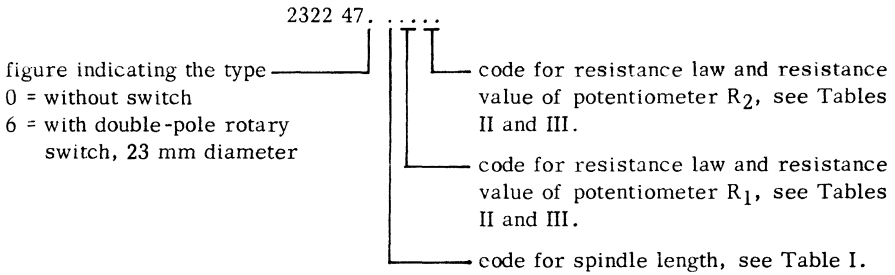 2322 47. . . . . .
figure indicating the type
0 = without switch
6 = with double-pole rotary
switch, 23 mm diameter
code for resistance law and resistance
value of potentiometer R2, see Tables
II and III.
code for resistance law and resistance
value of potentiometer R1, see Tables
II and III.
code for spindle length, see Table I.